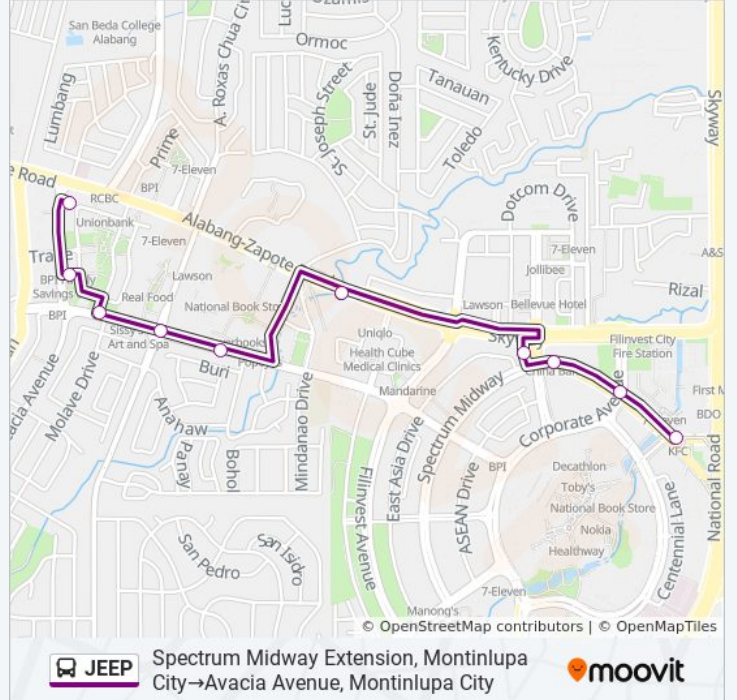 San Beda College
Alabang
Ozamis
Ormoc
Kentucky Drive
Lumbang
A. Roxas Chua
St. Joseph Street
St. Jude
Doña Inez
Tanauan
Skyway
Prime
7-Eleven
Toledo
e Road
BPI
RCBC
Unionbank
Alabang-Zapote
Dotcom Drive
7-Eleven
7-Eleven
Jollibee
A&S
Lawson
Rizal
Savings
Real Food
National Book
Lawson
Bellevue Hotel
BPI
Art and Spa
Uniqlo
Health Cube
Medical Clinics
Filinvest City
Fire Station
Buri
Mandarine
Molave Drive
acia Avenue
Anahaw
Panay
Bohol
Mindanao Drive
Spectrum Midway
Corporate
First
BDO
KFC
National Road
Filinvest Avenue
East Asia Drive
ASEAN Drive
BPI
Decathlon
Toby's
National Book Store
Nokia
Healthway
Centennial Lane
San Pedro
San Isidro
7-Eleven
Manong's
© OpenStreetMap contributors | © OpenMapTiles
JEEP
Spectrum Midway Extension, Montinlupa
City→Avacia Avenue, Montinlupa City
moovit